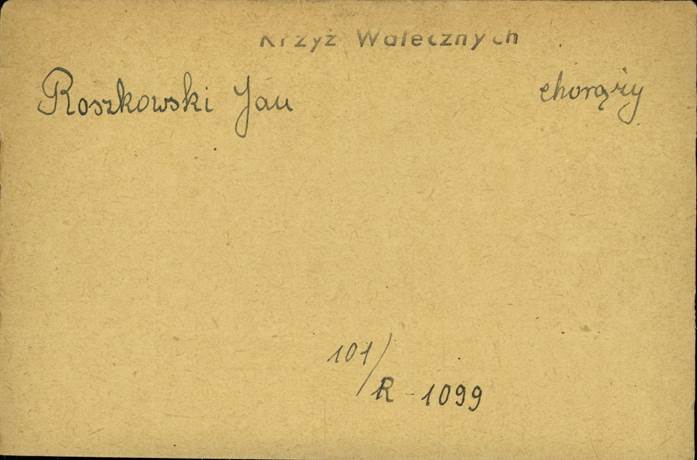 Krzyż Walecznych
Roszkowski Jan chorąży
101/R-1099